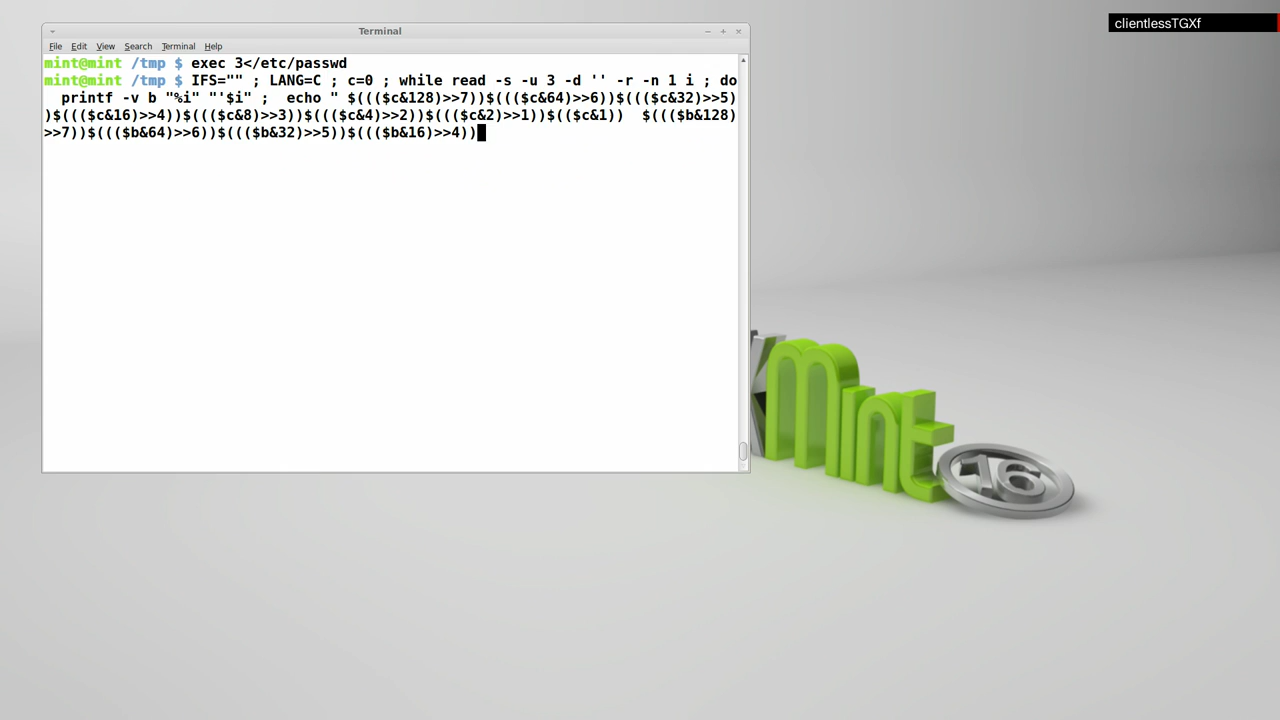 clientlessTGXf
Terminal
File Edit View Search Terminal Help
mint@mint /tmp $ exec 3</etc/passwd
mint@mint /tmp $ IFS="" ; LANG=C ; c=0 ; while read -s -u 3 -d '' -r -n 1 i ; do
  printf -v b "%i" "'$i" ;  echo " $((($c&128)>>7))$((($c&64)>>6))$((($c&32)>>5)
)$((($c&16)>>4))$((($c&8)>>3))$((($c&4)>>2))$((($c&2)>>1))$(($c&1))  $((($b&128)
>>7))$((($b&64)>>6))$((($b&32)>>5))$((($b&16)>>4))
mint
16